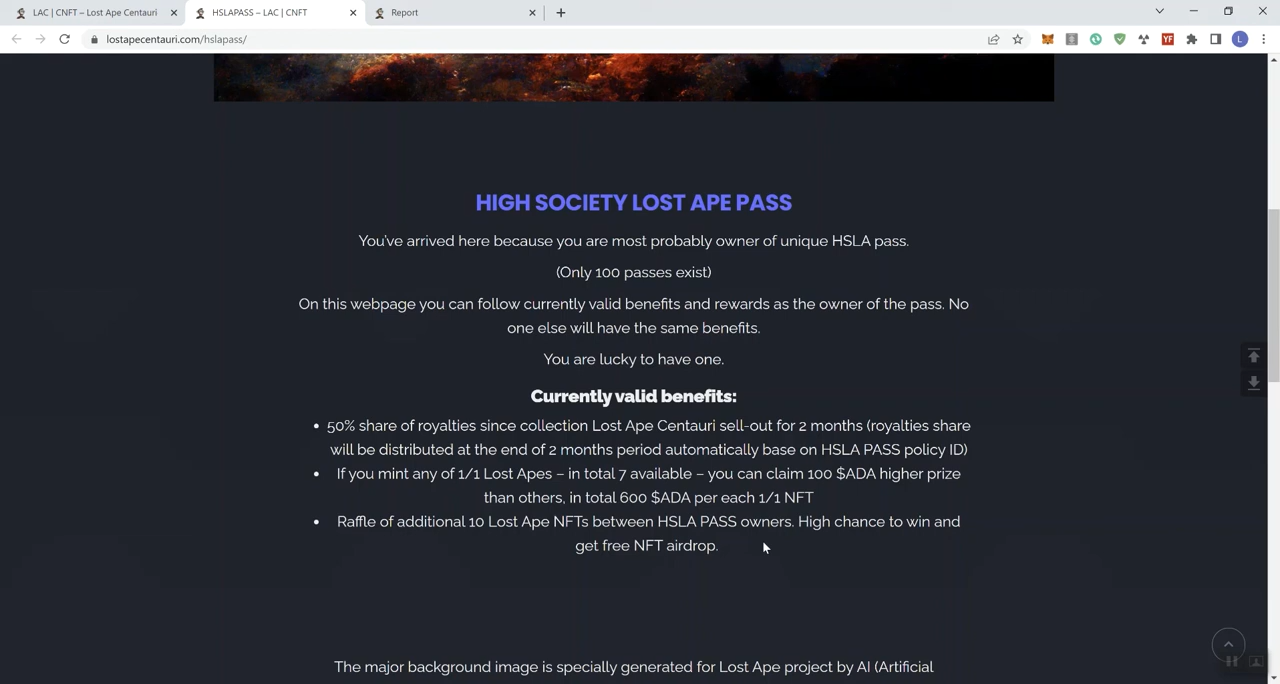 LAC | CNFT – Lost Ape Centauri
HSLAPASS – LAC | CNFT
Report
lostapecentauri.com/hslapass/
YF
L
HIGH SOCIETY LOST APE PASS
You've arrived here because you are most probably owner of unique HSLA pass.
(Only 100 passes exist)
On this webpage you can follow currently valid benefits and rewards as the owner of the pass. No
one else will have the same benefits.
You are lucky to have one.
Currently valid benefits:
• 50% share of royalties since collection Lost Ape Centauri sell-out for 2 months (royalties share
will be distributed at the end of 2 months period automatically base on HSLA PASS policy ID)
• If you mint any of 1/1 Lost Apes – in total 7 available – you can claim 100 $ADA higher prize
than others, in total 600 $ADA per each 1/1 NFT
• Raffle of additional 10 Lost Ape NFTs between HSLA PASS owners. High chance to win and
get free NFT airdrop.
The major background image is specially generated for Lost Ape project by AI (Artificial